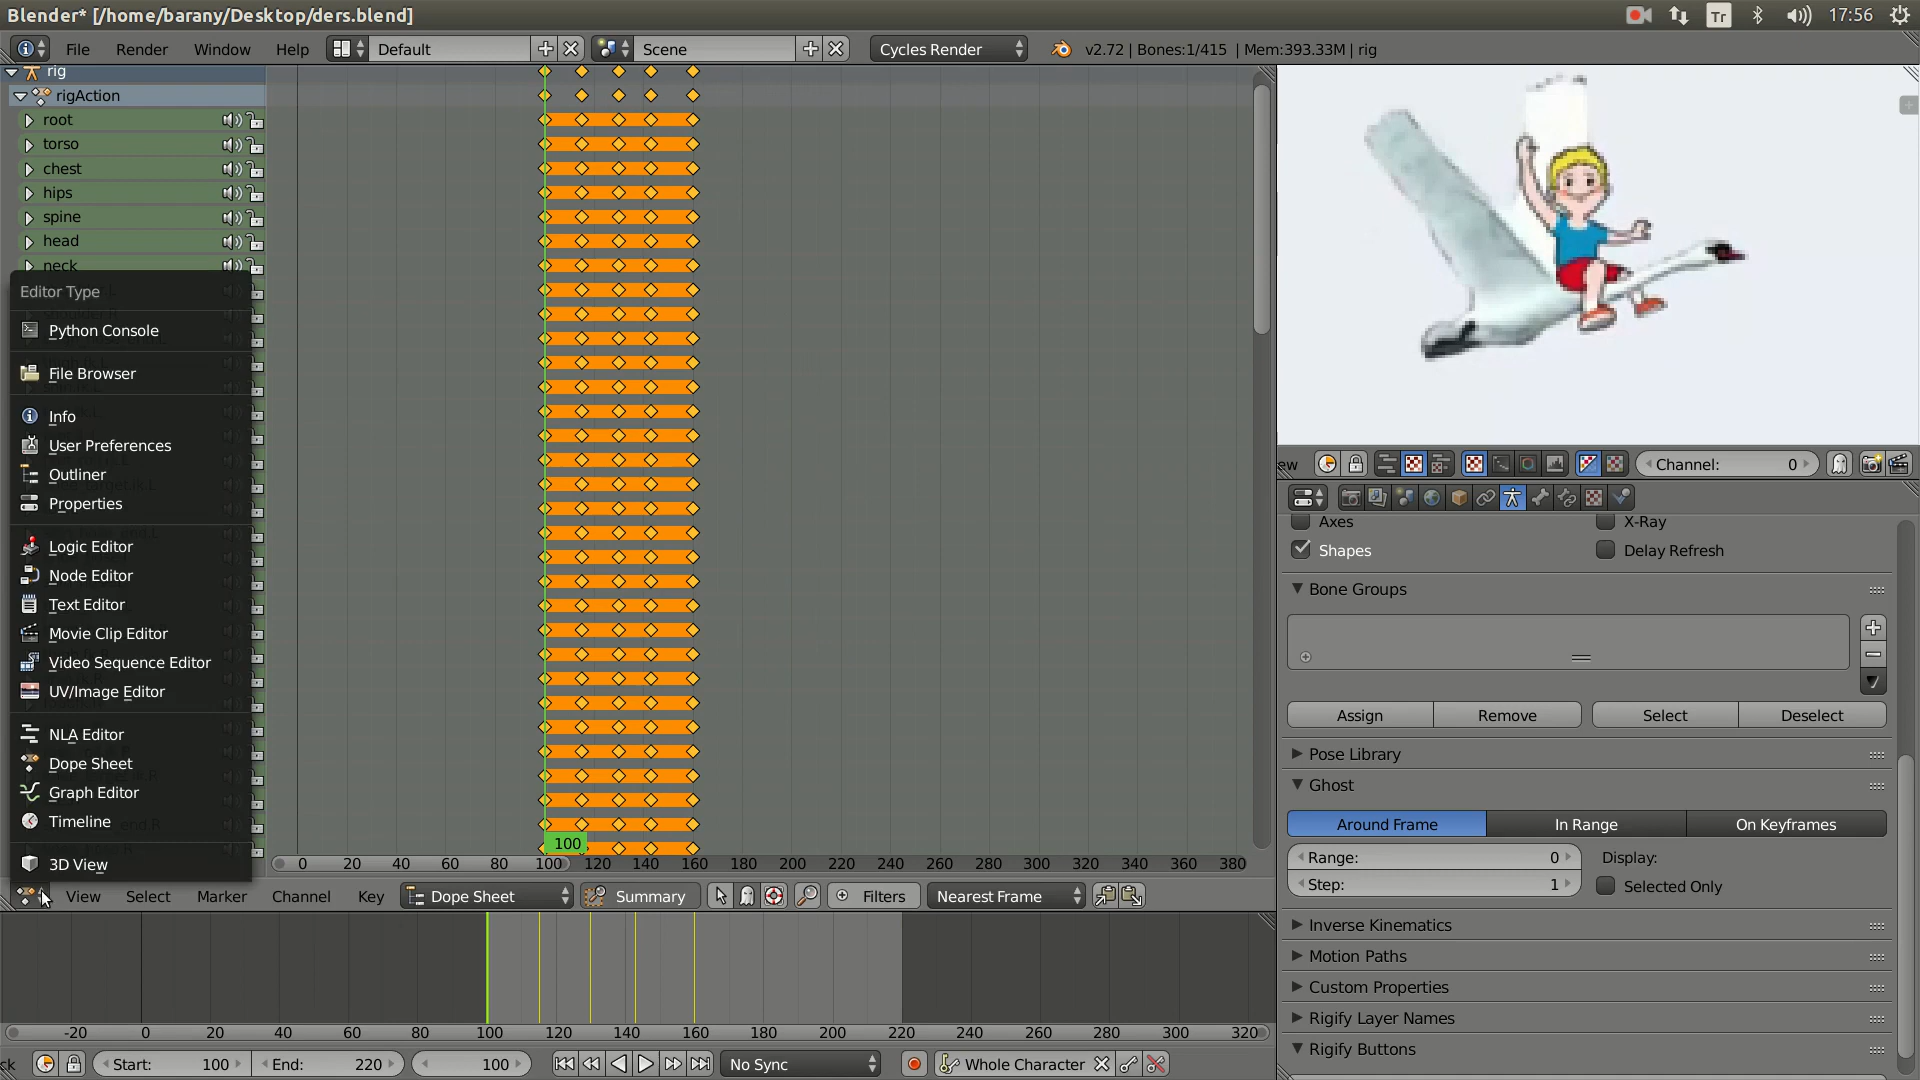 Blender* [/home/barany/Desktop/ders.blend]
Tr
17:56
File Render Window Help Default Scene Cycles Render v2.72 | Bones:1/415 | Mem:393.33M | rig
rig
rigAction
root
torso
chest
hips
spine
head
neck
Editor Type
Python Console
File Browser
Info
User Preferences
Outliner
Properties
Logic Editor
Node Editor
Text Editor
Movie Clip Editor
Video Sequence Editor
UV/Image Editor
NLA Editor
Dope Sheet
Graph Editor
Timeline
3D View
100
0 20 40 60 80 100 120 140 160 180 200 220 240 260 280 300 320 340 360 380
View Select Marker Channel Key Dope Sheet Summary Filters Nearest Frame
-20 0 20 40 60 80 100 120 140 160 180 200 220 240 260 280 300 320
ck Start: 100 End: 220 100 No Sync Whole Character
ew Channel: 0
Axes X-Ray
Shapes Delay Refresh
Bone Groups
Assign Remove Select Deselect
Pose Library
Ghost
Around Frame In Range On Keyframes
Range: 0 Display:
Step: 1 Selected Only
Inverse Kinematics
Motion Paths
Custom Properties
Rigify Layer Names
Rigify Buttons